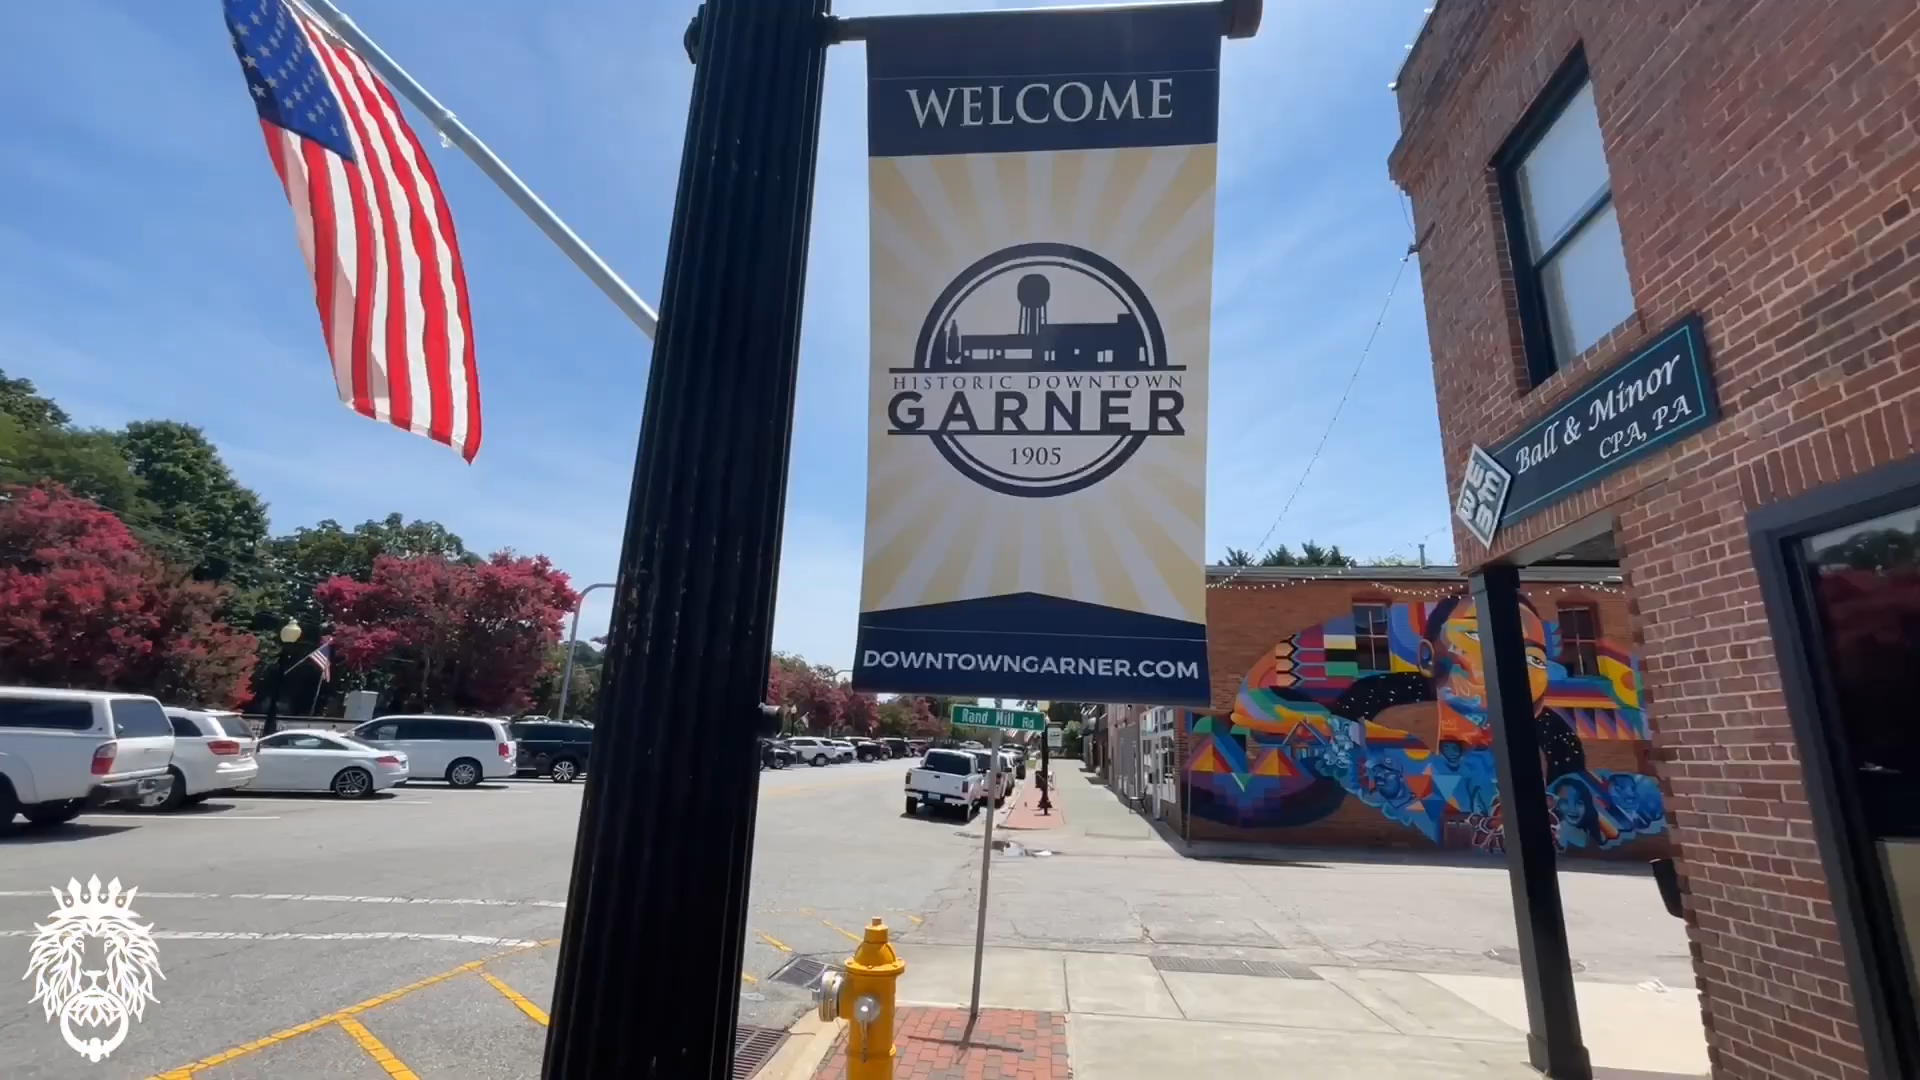 WELCOME
HISTORIC DOWNTOWN
GARNER
1905
DOWNTOWNGARNER.COM
Rand Mill Rd
Ball & Minor
CPA, PA